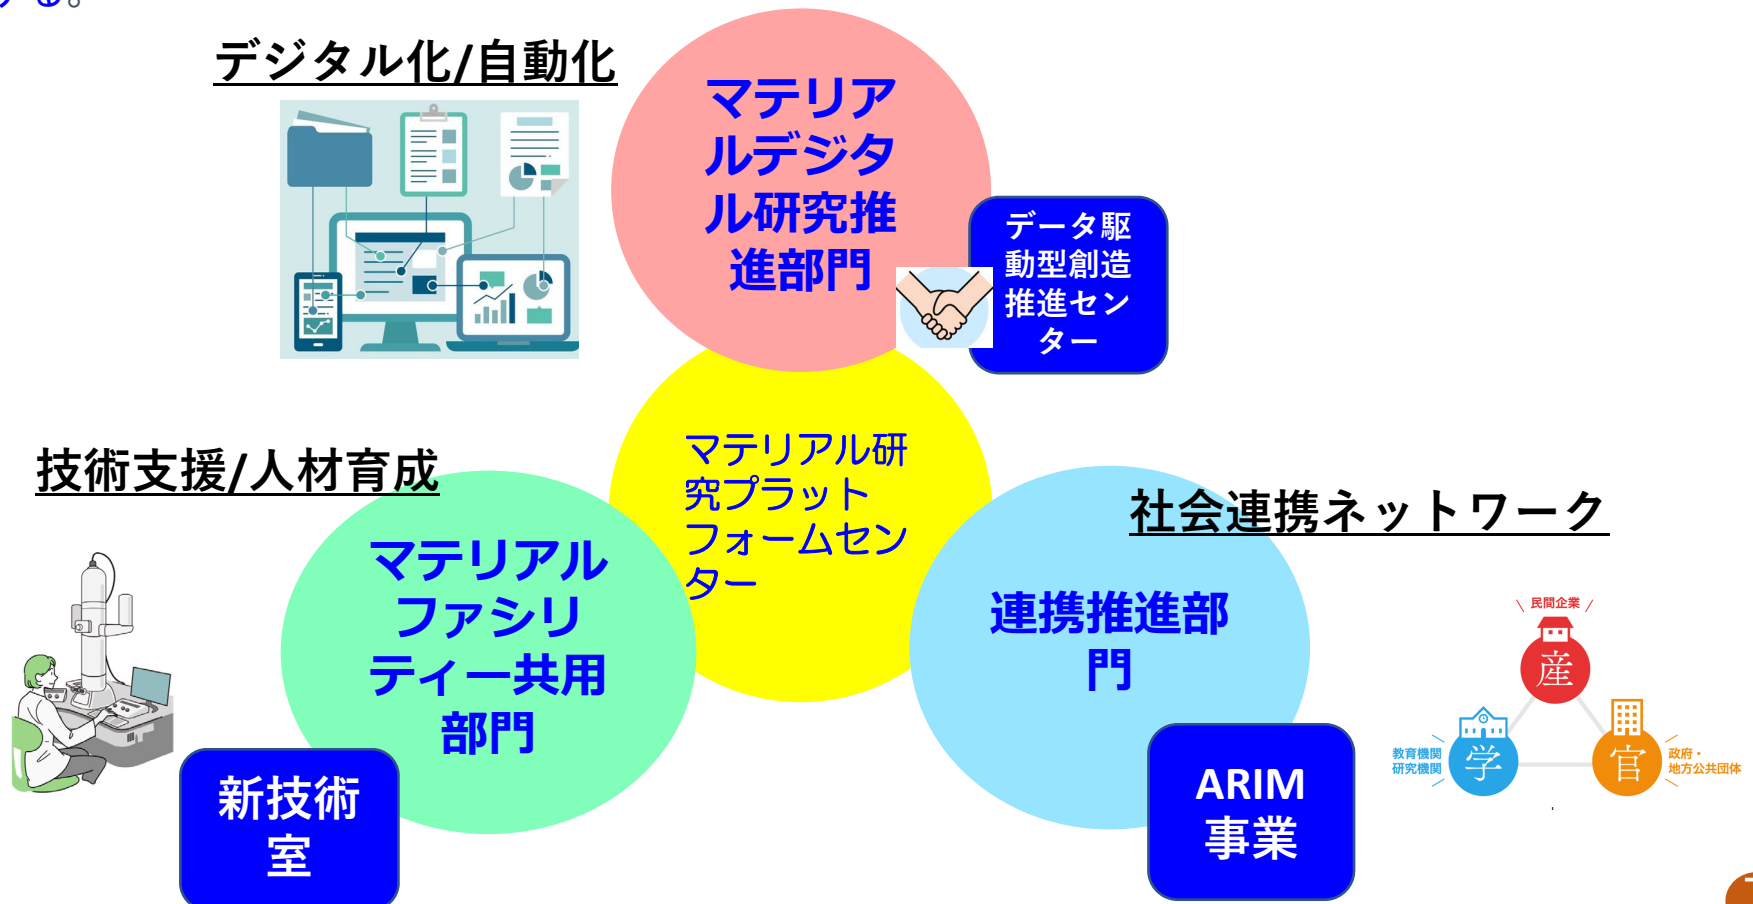 る。
デジタル化/自動化
マテリア
ルデジタ
ル研究推
進部門
データ駆
動型創造
推進セン
ター
技術支援/人材育成
マテリアル研
究プラット
フォームセン
ター
社会連携ネットワーク
マテリアル
ファシリ
ティー共用
部門
連携推進部
門
民間企業
産
教育機関
研究機関
学
官
政府・
地方公共団体
新技術
室
ARIM
事業